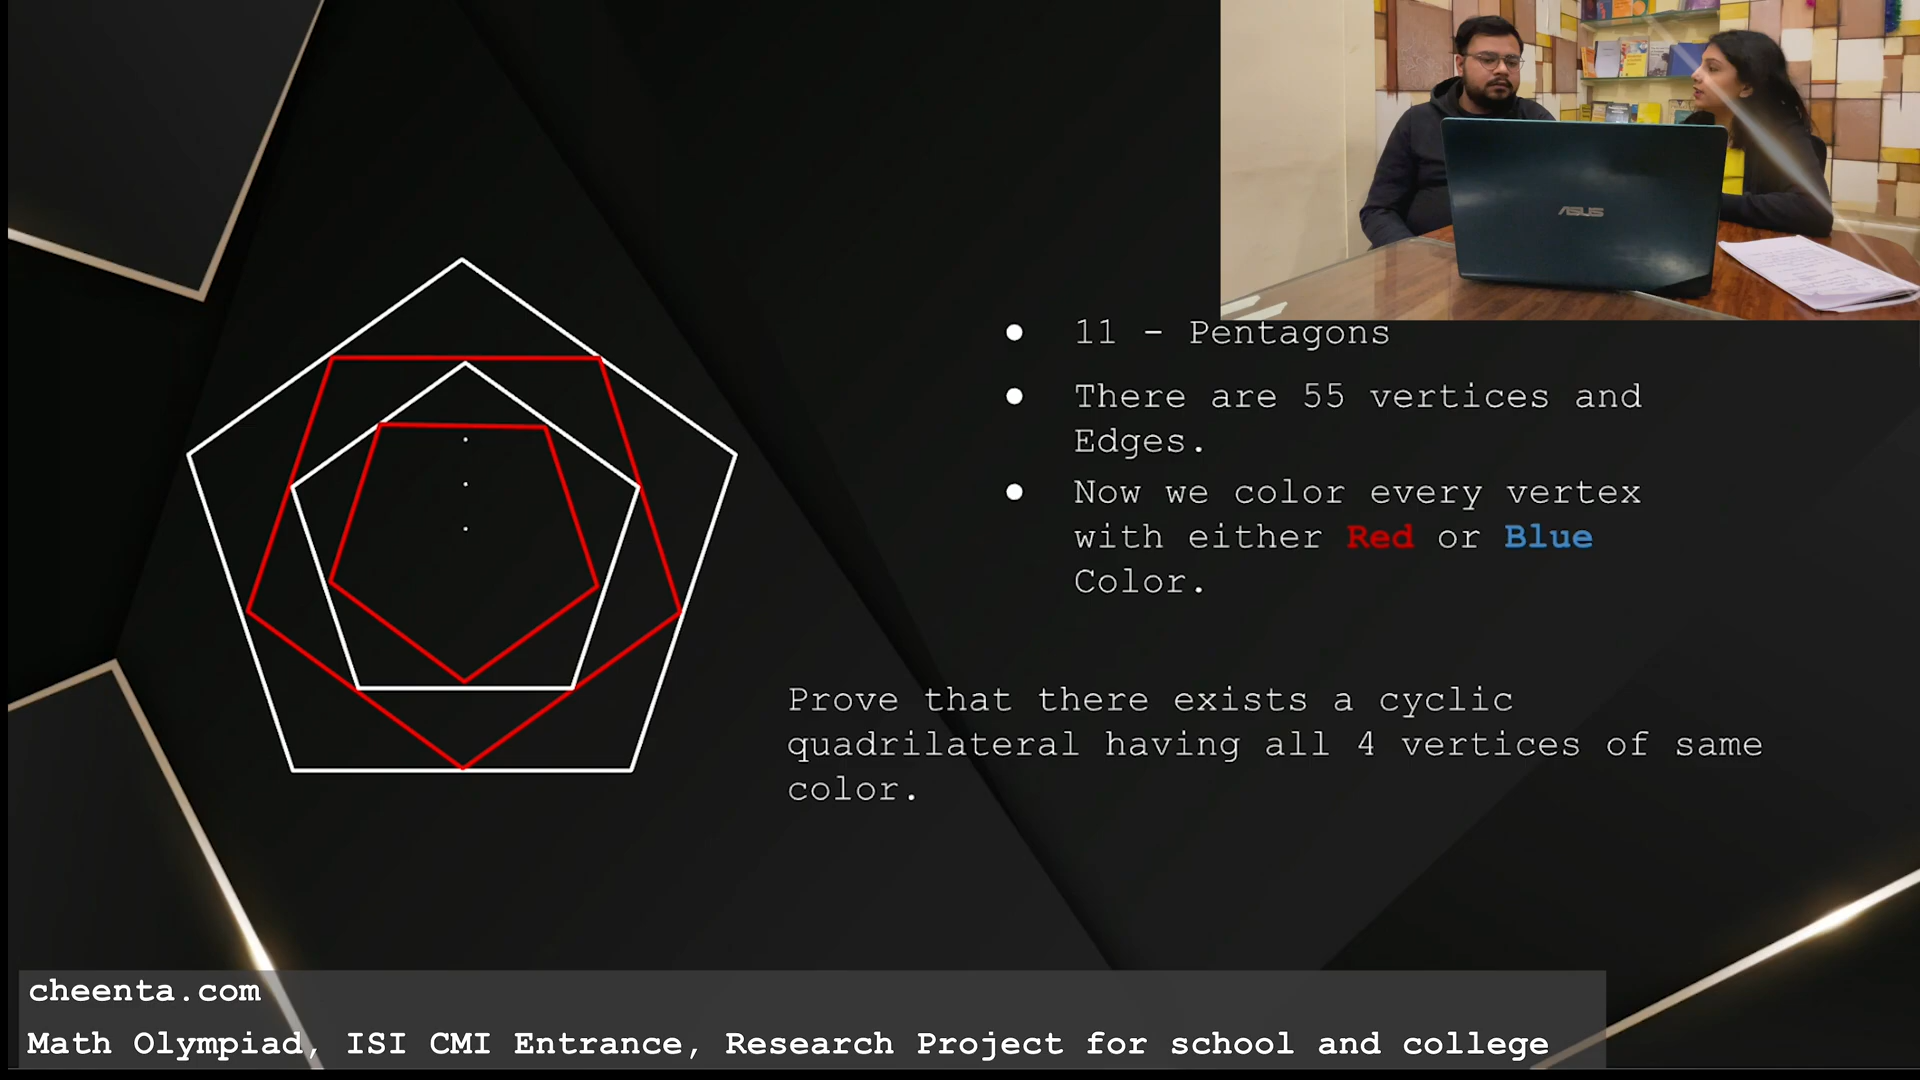 ASUS
● 11 - Pentagons
● There are 55 vertices and
Edges.
● Now we color every vertex
with either Red or Blue
Color.
Prove that there exists a cyclic
quadrilateral having all 4 vertices of same
color.
cheenta.com
Math Olympiad, ISI CMI Entrance, Research Project for school and college